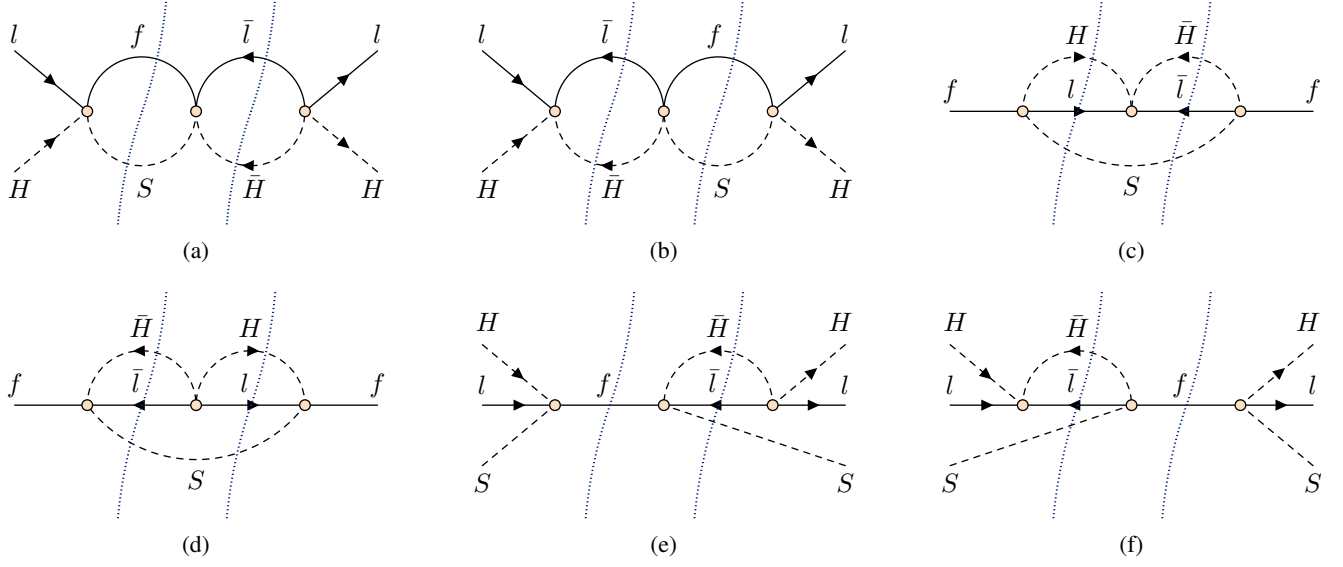 l f l̄ l
H S H̄ H
(a)
l l̄ f l
H H̄ S H
(b)
H H̄
f l l̄ f
S
(c)
H̄ H
f l̄ l f
S
(d)
H H̄ H
l f l̄ l
S S
(e)
H H̄ H
l l̄ f l
S S
(f)